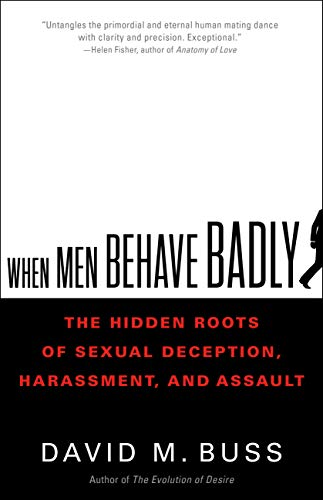 "Untangles the primordial and eternal human mating dance
with clarity and precision. Exceptional."
—Helen Fisher, author of Anatomy of Love
WHEN MEN BEHAVE BADLY
THE HIDDEN ROOTS
OF SEXUAL DECEPTION,
HARASSMENT, AND ASSAULT
DAVID M. BUSS
Author of The Evolution of Desire